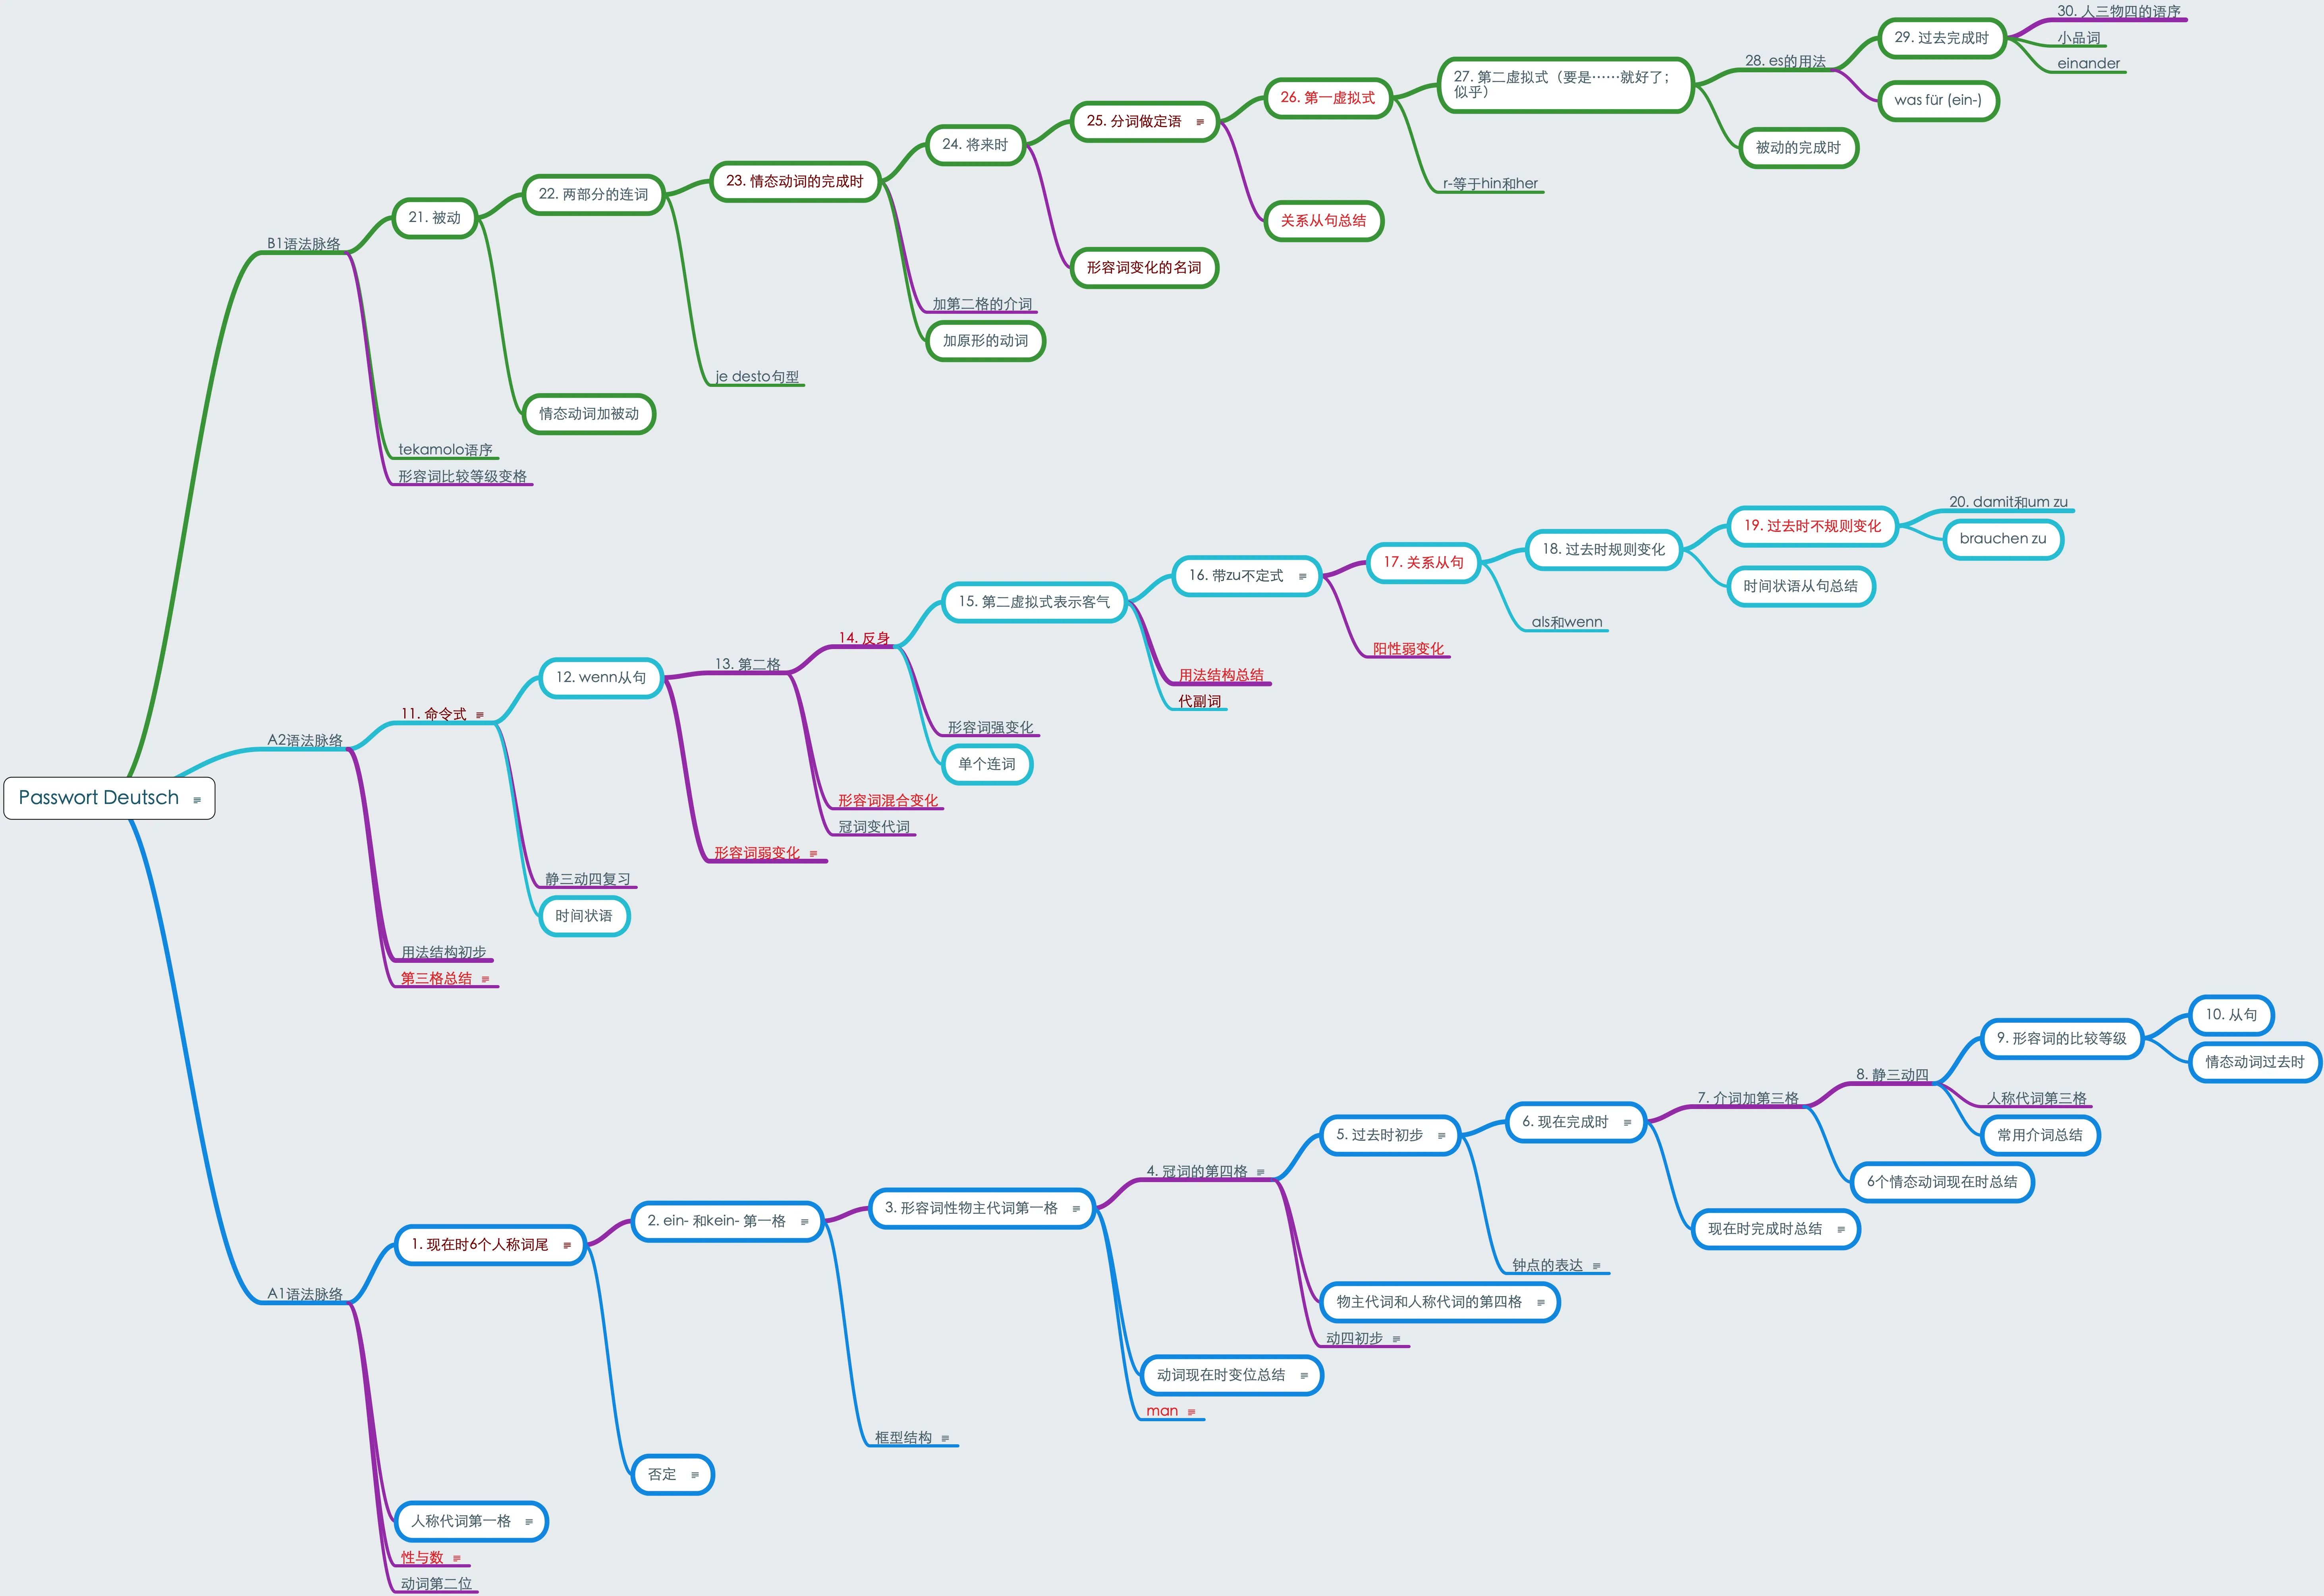 30. 人三物四的语序
小品词
einander
29. 过去完成时
28. es的用法
was für (ein-)
27. 第二虚拟式（要是……就好了；
似乎）
被动的完成时
26. 第一虚拟式
r-等于hin和her
25. 分词做定语
关系从句总结
24. 将来时
形容词变化的名词
23. 情态动词的完成时
加第二格的介词
加原形的动词
22. 两部分的连词
je desto句型
21. 被动
情态动词加被动
B1语法脉络
tekamolo语序
形容词比较等级变格
20. damit和um zu
brauchen zu
19. 过去时不规则变化
时间状语从句总结
18. 过去时规则变化
als和wenn
17. 关系从句
阳性弱变化
16. 带zu不定式
用法结构总结
代副词
15. 第二虚拟式表示客气
14. 反身
形容词强变化
单个连词
13. 第二格
形容词混合变化
冠词变代词
12. wenn从句
形容词弱变化
11. 命令式
静三动四复习
时间状语
A2语法脉络
用法结构初步
第三格总结
Passwort Deutsch
10. 从句
情态动词过去时
9. 形容词的比较等级
8. 静三动四
人称代词第三格
常用介词总结
7. 介词加第三格
6个情态动词现在时总结
6. 现在完成时
现在时完成时总结
5. 过去时初步
钟点的表达
4. 冠词的第四格
物主代词和人称代词的第四格
动四初步
3. 形容词性物主代词第一格
动词现在时变位总结
man
2. ein- 和kein- 第一格
框型结构
1. 现在时6个人称词尾
否定
A1语法脉络
人称代词第一格
性与数
动词第二位